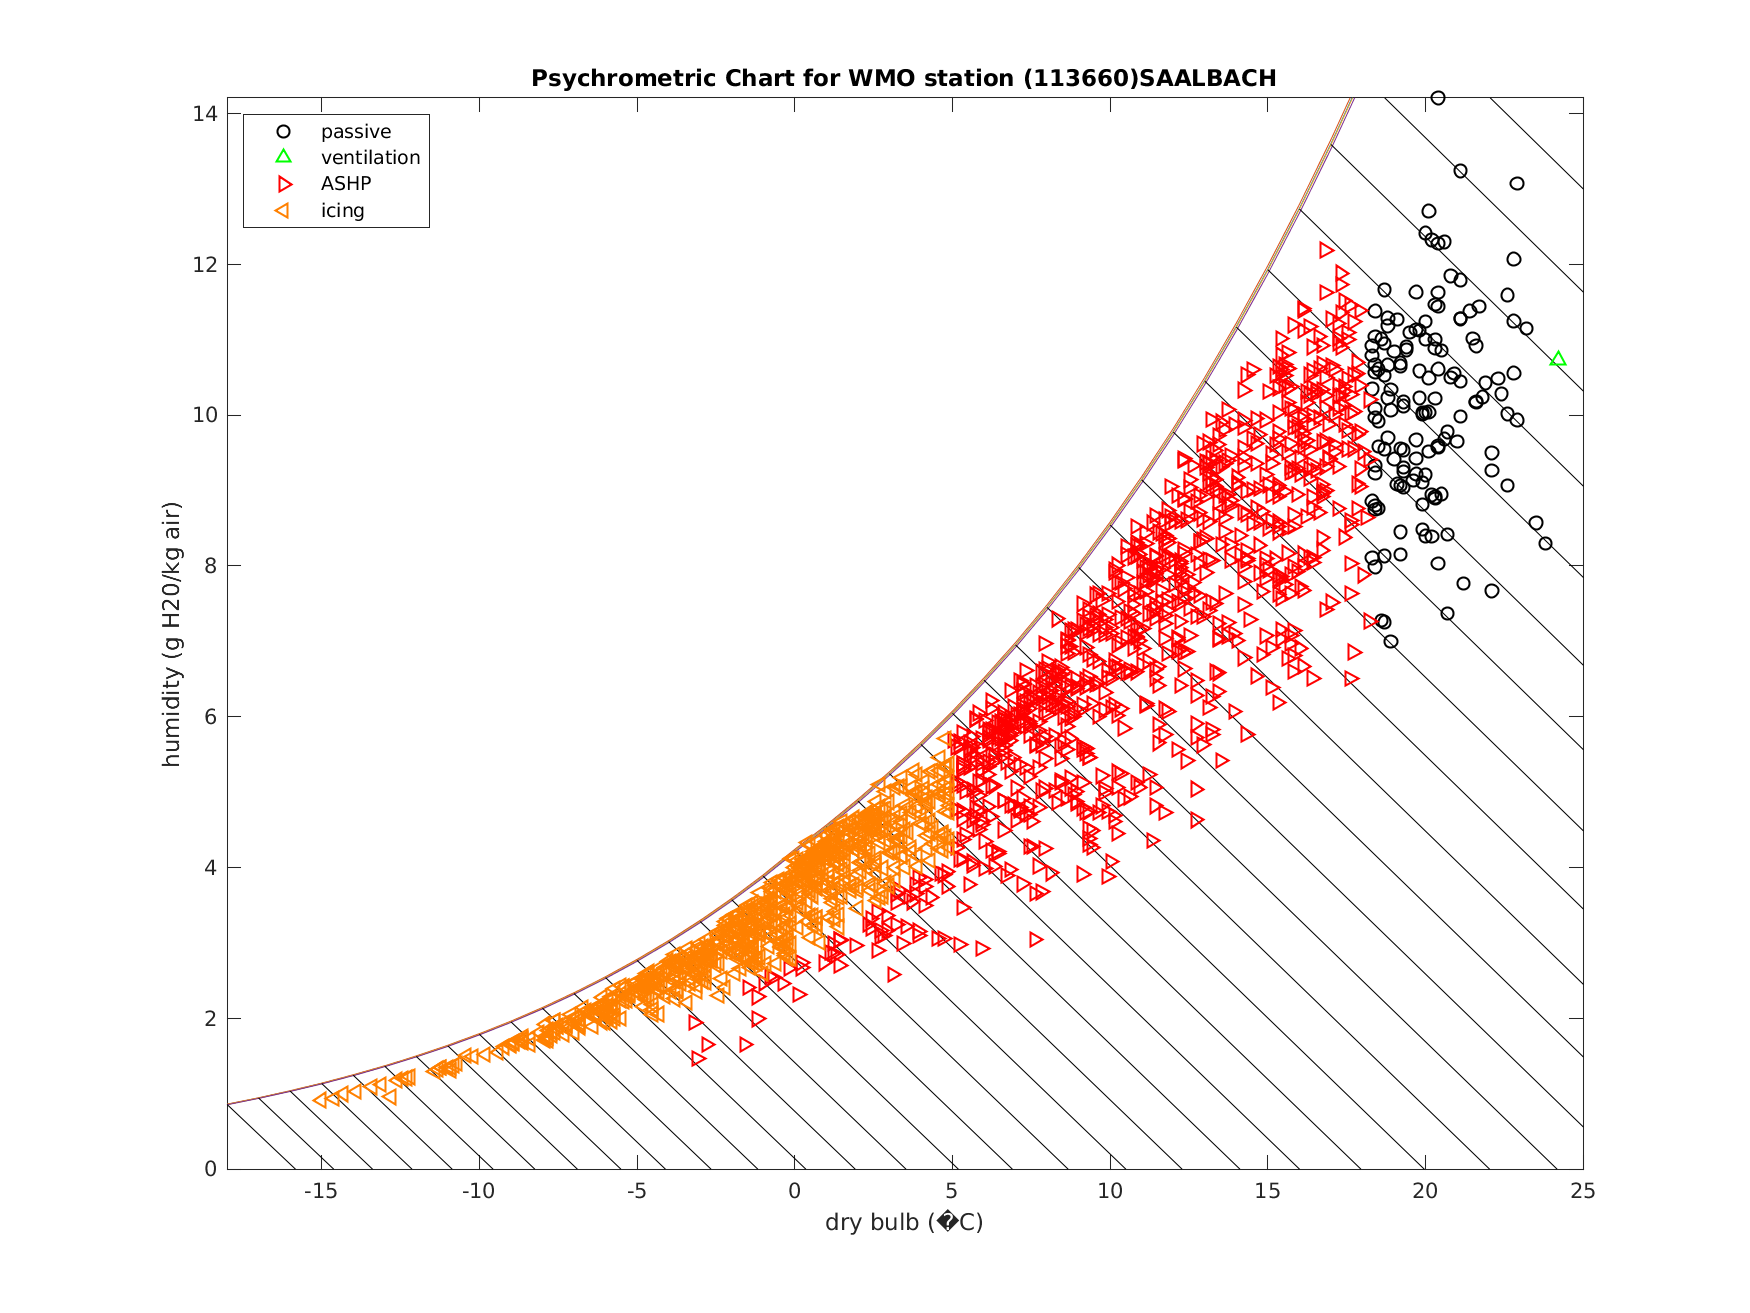 Psychrometric Chart for WMO station (113660)SAALBACH
passive
ventilation
ASHP
icing
14
12
10
8
6
4
2
0
humidity (g H20/kg air)
-15 -10 -5 0 5 10 15 20 25
dry bulb (�C)